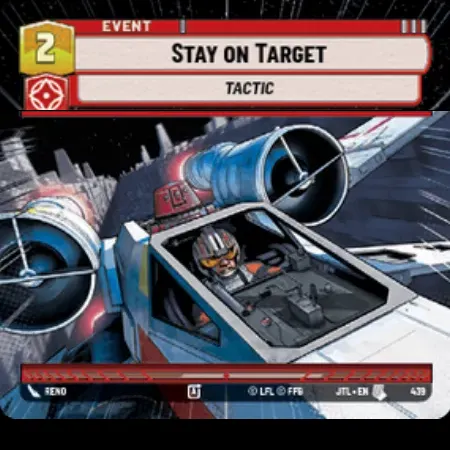 EVENT
2
STAY ON TARGET
TACTIC
RENO
© LFL © FFG
JTL • EN
439